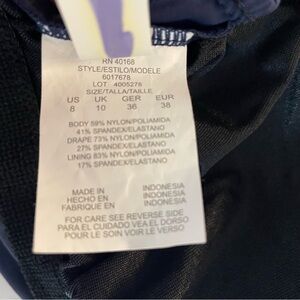 RN 40168
STYLE/ESTILO/MODELE
6017678
LOT: 4005278
SIZE/TALLA/TAILLE
US UK GER EUR
8 10 36 38
BODY 59% NYLON/POLIAMIDA
41% SPANDEX/ELASTANO
DRAPE 73% NYLON/POLIAMIDA
27% SPANDEX/ELASTANO
LINING 83% NYLON/POLIAMIDA
17% SPANDEX/ELASTANO
MADE IN INDONESIA
HECHO EN INDONESIA
FABRIQUE EN INDONESIA
FOR CARE SEE REVERSE SIDE
PARA EL CUIDADO VEA EL DORSO
POUR LE SOIN VOIR LE VERSO